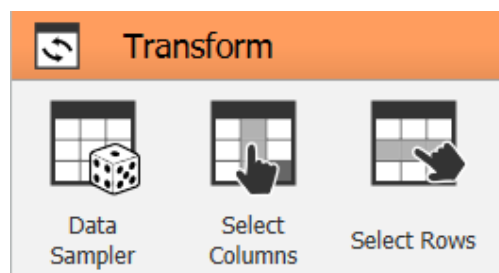 Transform
Data
Sampler
Select
Columns
Select Rows